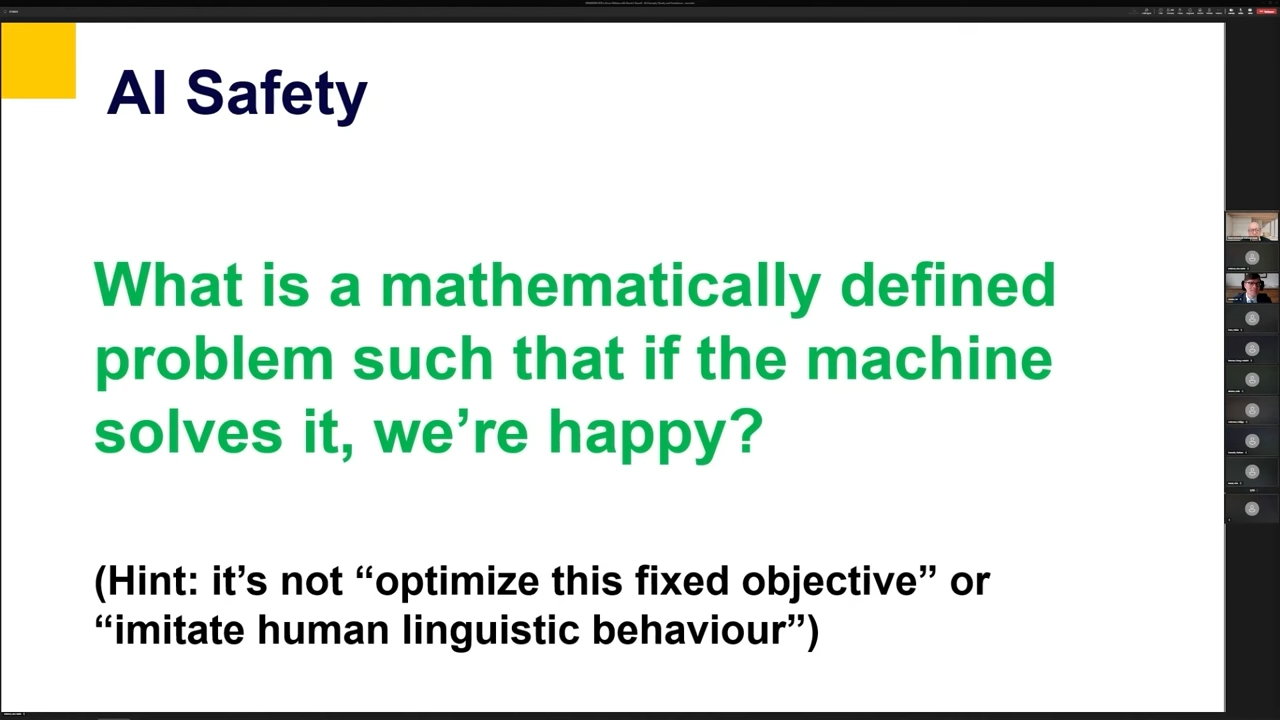 AI Safety
What is a mathematically defined
problem such that if the machine
solves it, we’re happy?
(Hint: it’s not “optimize this fixed objective” or
“imitate human linguistic behaviour”)